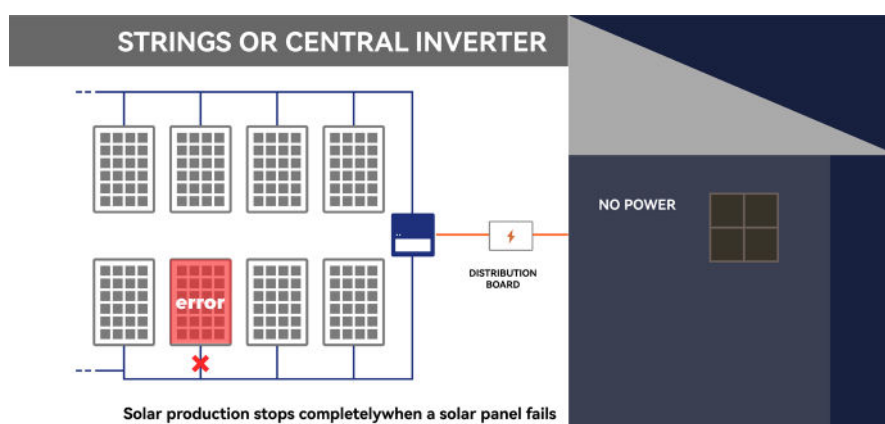 STRINGS OR CENTRAL INVERTER
NO POWER
error
DISTRIBUTION
BOARD
Solar production stops completelywhen a solar panel fails